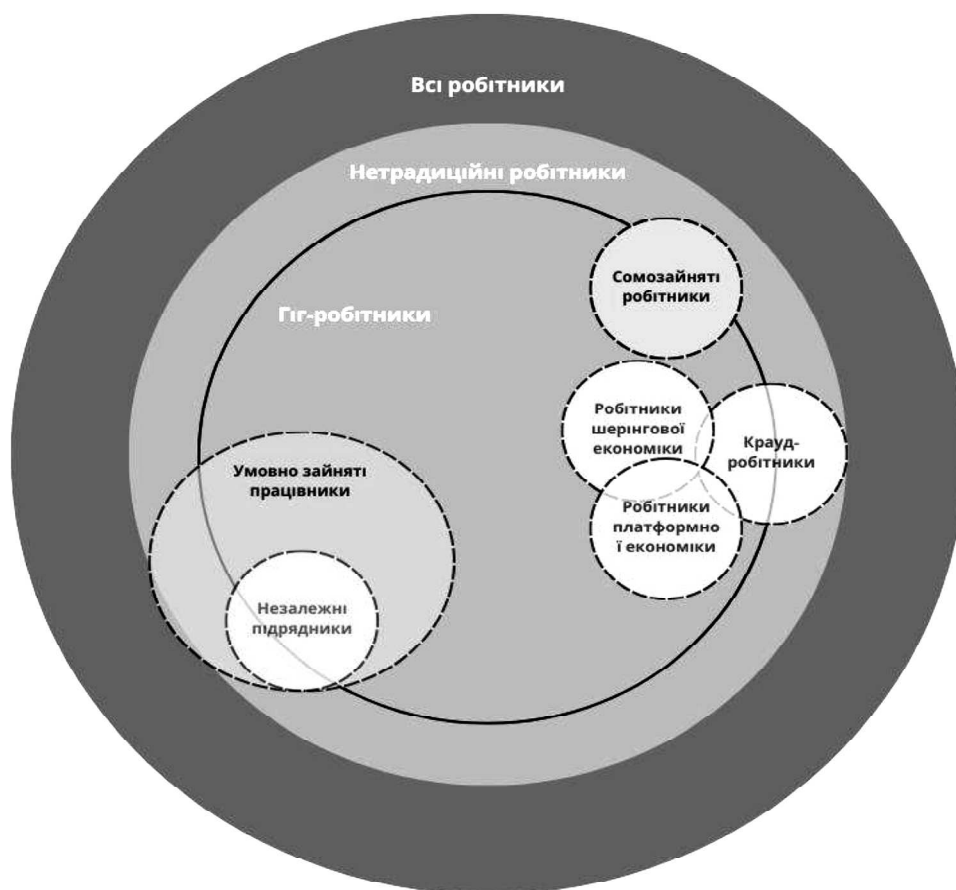 Всі робітники
Нетрадиційні робітники
Сомозайняті
робітники
Гіг-робітники
Робітники
шерінгової
економіки
Крауд-
робітники
Умовно зайняті
працівники
Робітники
платформно
ї економіки
Незалежні
підрядники